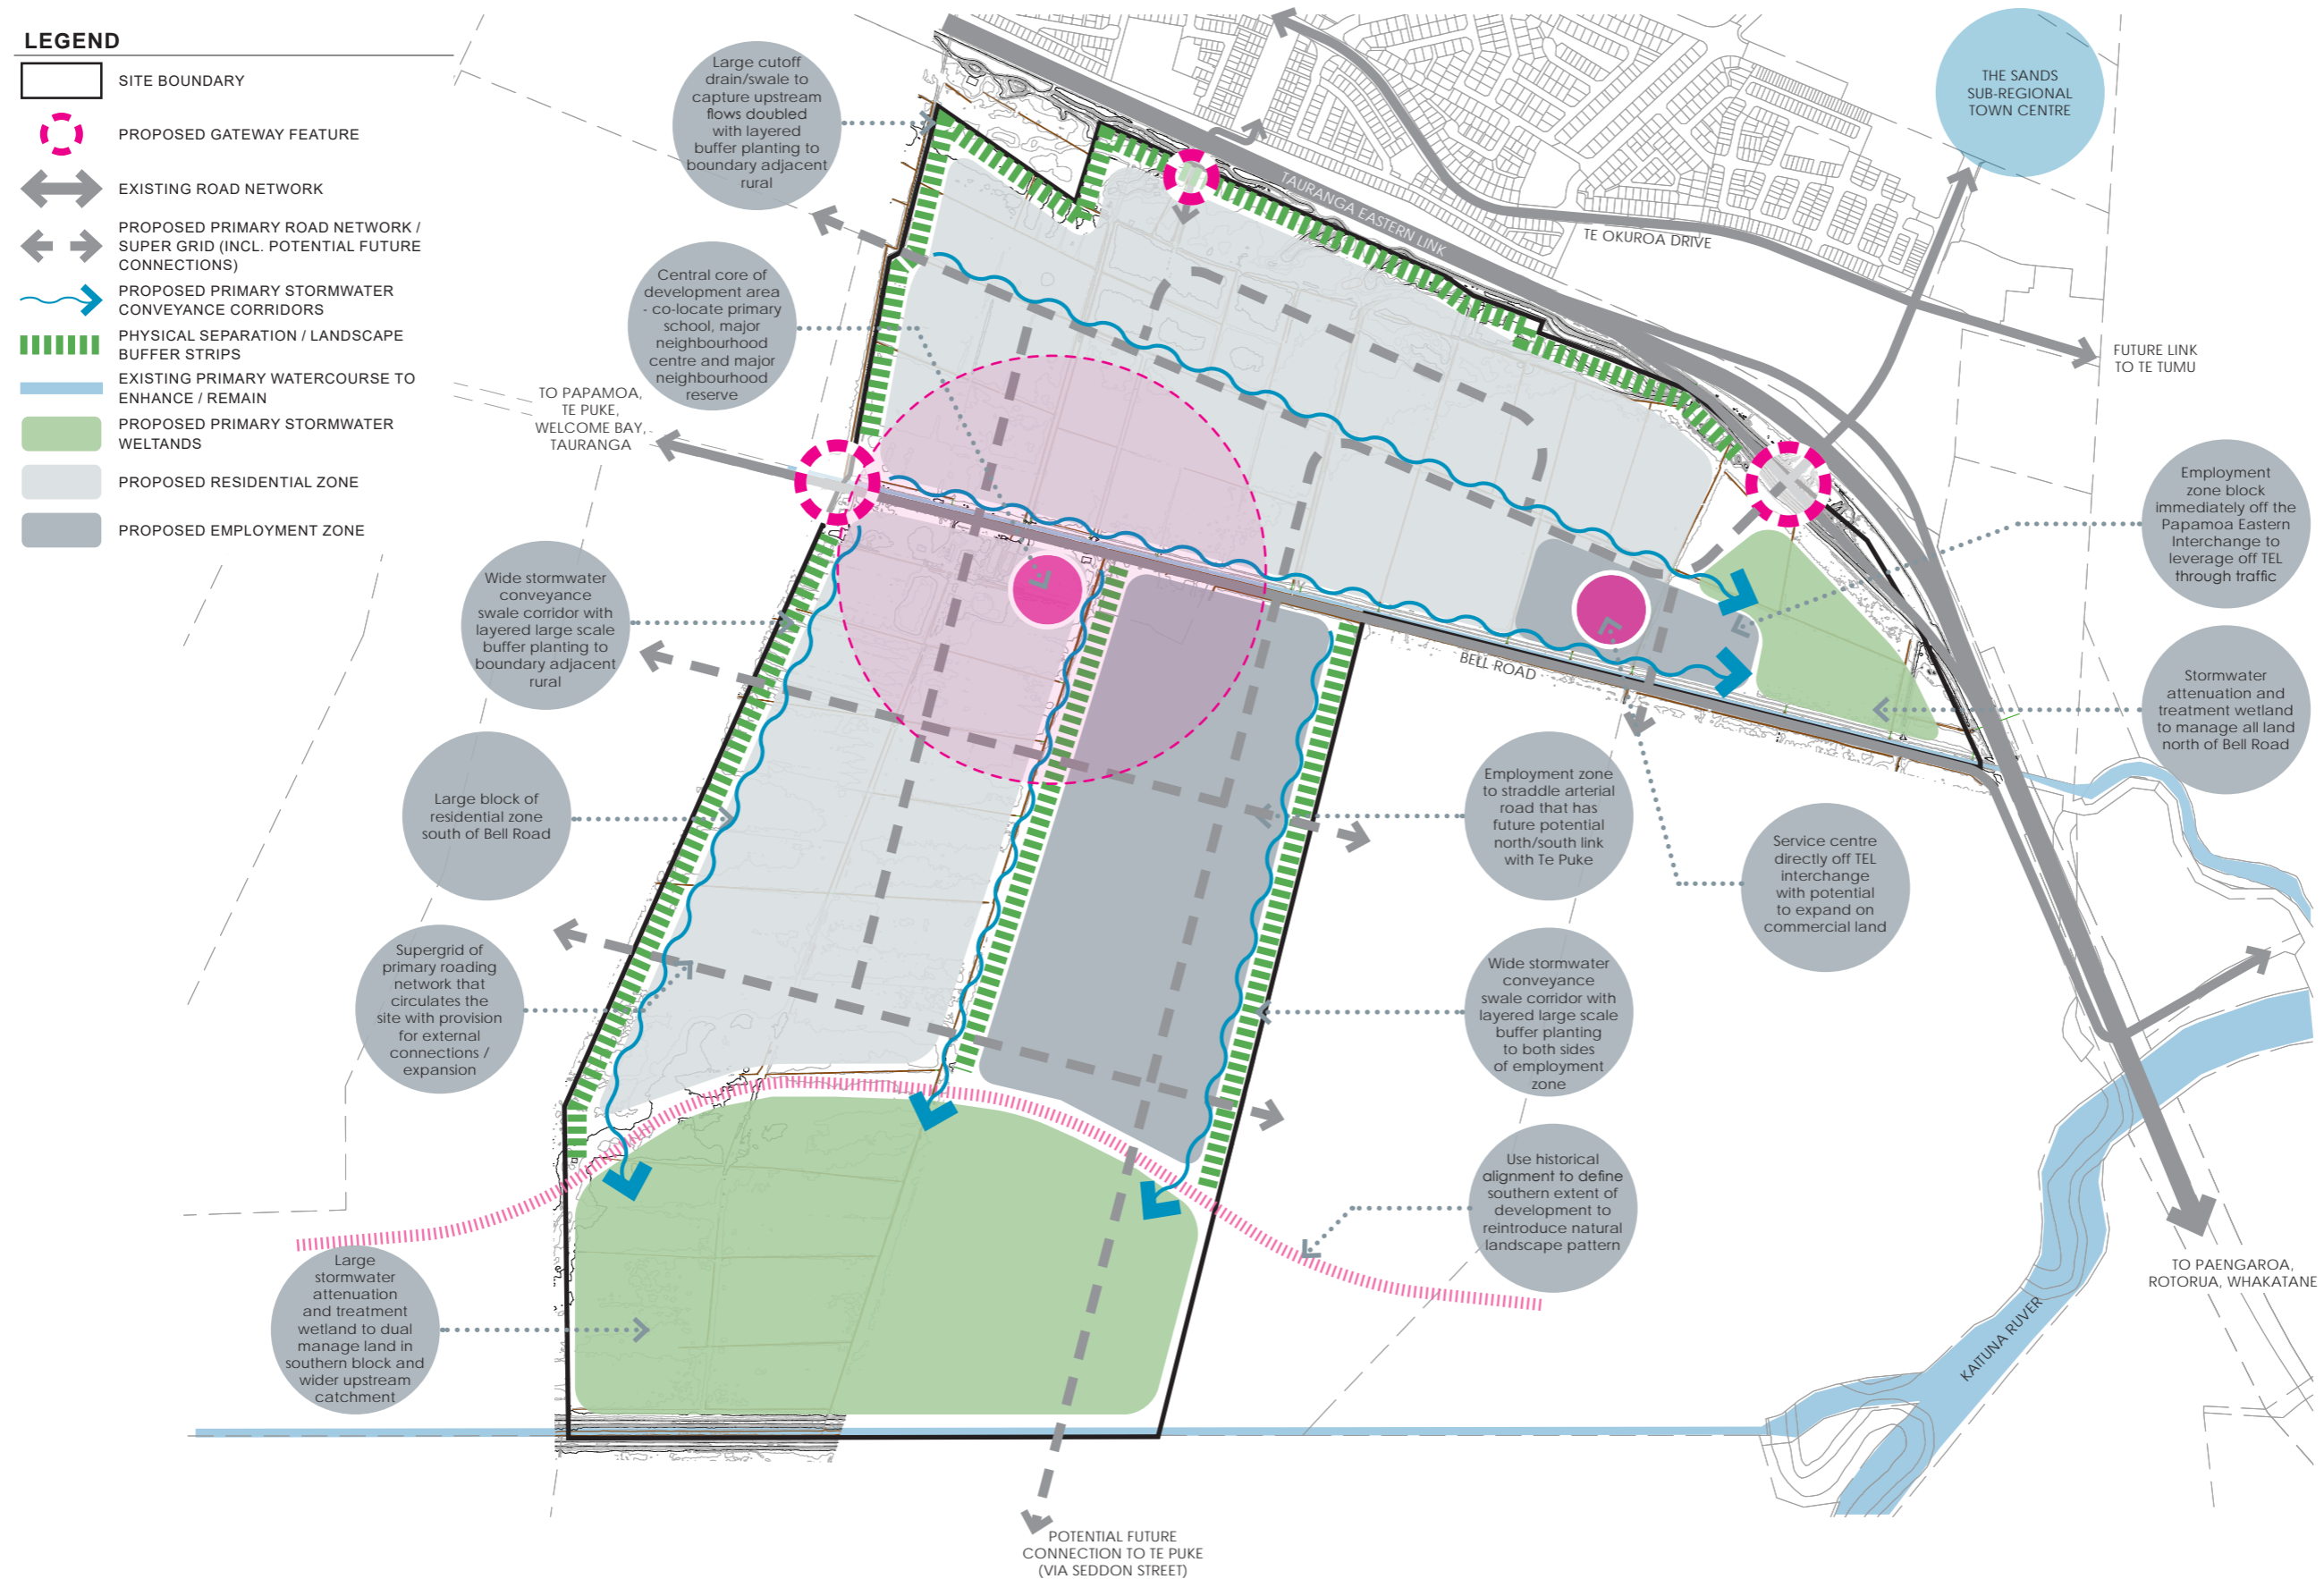 LEGEND
SITE BOUNDARY
PROPOSED GATEWAY FEATURE
EXISTING ROAD NETWORK
PROPOSED PRIMARY ROAD NETWORK /
SUPER GRID (INCL. POTENTIAL FUTURE
CONNECTIONS)
PROPOSED PRIMARY STORMWATER
CONVEYANCE CORRIDORS
PHYSICAL SEPARATION / LANDSCAPE
BUFFER STRIPS
EXISTING PRIMARY WATERCOURSE TO
ENHANCE / REMAIN
PROPOSED PRIMARY STORMWATER
WELTANDS
PROPOSED RESIDENTIAL ZONE
PROPOSED EMPLOYMENT ZONE
Large cutoff
drain/swale to
capture upstream
flows doubled
with layered
buffer planting to
boundary adjacent
rural
Central core of
development area
- co-locate primary
school, major
neighbourhood
centre and major
neighbourhood
reserve
TO PAPAMOA,
TE PUKE,
WELCOME BAY,
TAURANGA
Wide stormwater
conveyance
swale corridor with
layered large scale
buffer planting to
boundary adjacent
rural
Large block of
residential zone
south of Bell Road
Supergrid of
primary roading
network that
circulates the
site with provision
for external
connections /
expansion
Large
stormwater
attenuation
and treatment
wetland to dual
manage land in
southern block and
wider upstream
catchment
TAURANGA EASTERN LINK
TE OKUROA DRIVE
THE SANDS
SUB-REGIONAL
TOWN CENTRE
FUTURE LINK
TO TE TUMU
Employment
zone block
immediately off the
Papamoa Eastern
Interchange to
leverage off TEL
through traffic
Stormwater
attenuation and
treatment wetland
to manage all land
north of Bell Road
BELL ROAD
Employment zone
to straddle arterial
road that has
future potential
north/south link
with Te Puke
Service centre
directly off TEL
interchange
with potential
to expand on
commercial land
Wide stormwater
conveyance
swale corridor with
layered large scale
buffer planting
to both sides
of employment
zone
Use historical
alignment to define
southern extent of
development to
reintroduce natural
landscape pattern
TO PAENGAROA,
ROTORUA, WHAKATANE
KAITUNA RUVER
POTENTIAL FUTURE
CONNECTION TO TE PUKE
(VIA SEDDON STREET)